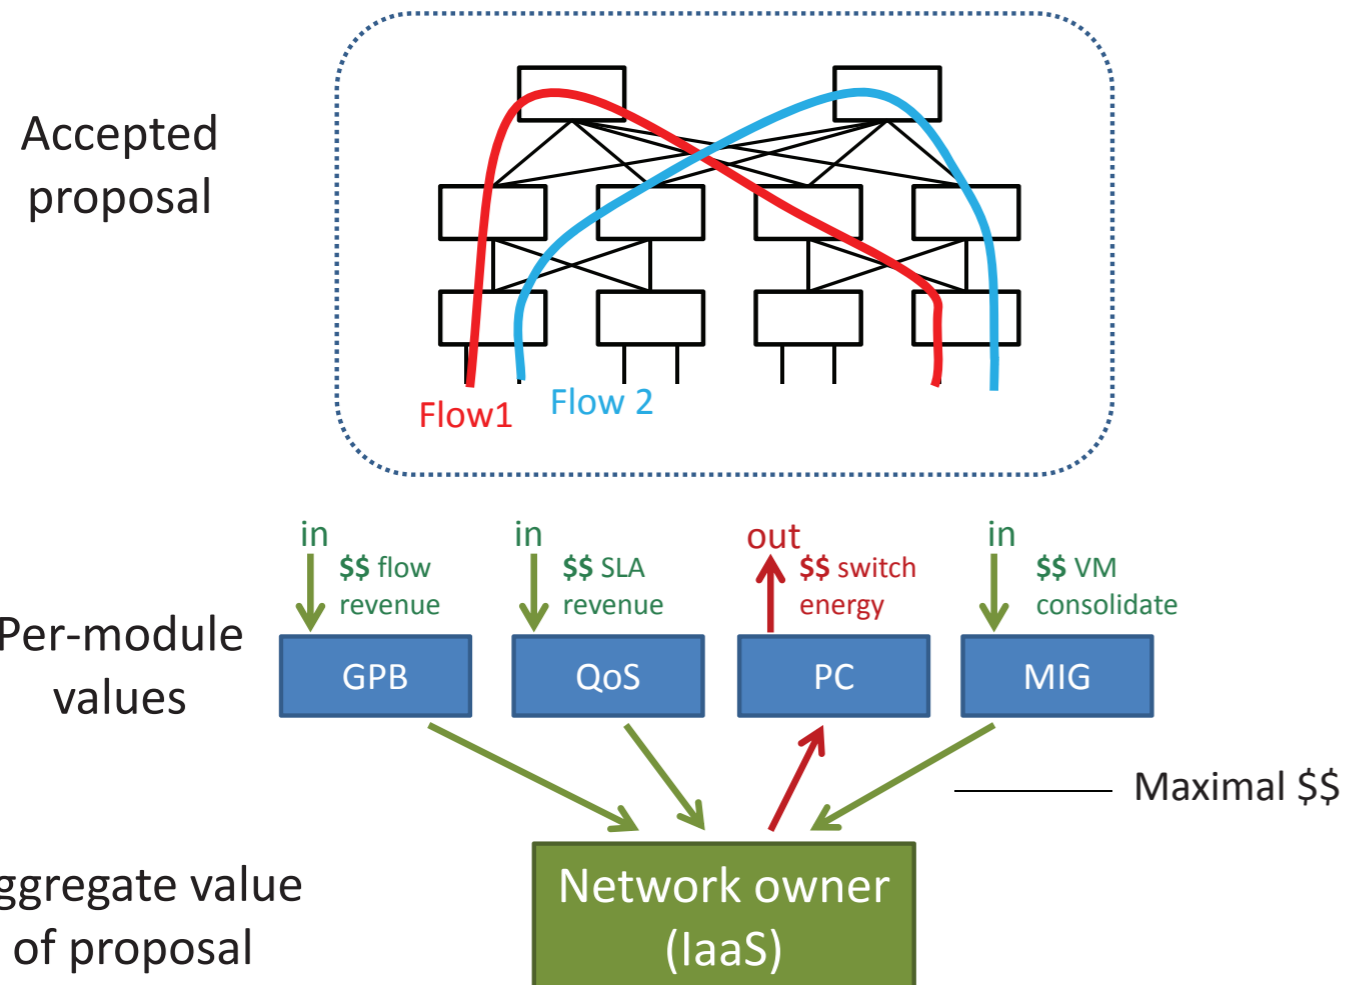 Accepted
proposal
Flow1
Flow 2
in
$$ flow
revenue
in
$$ SLA
revenue
out
$$ switch
energy
in
$$ VM
consolidate
Per-module
values
GPB
QoS
PC
MIG
Maximal $$
ggregate value
of proposal
Network owner
(IaaS)